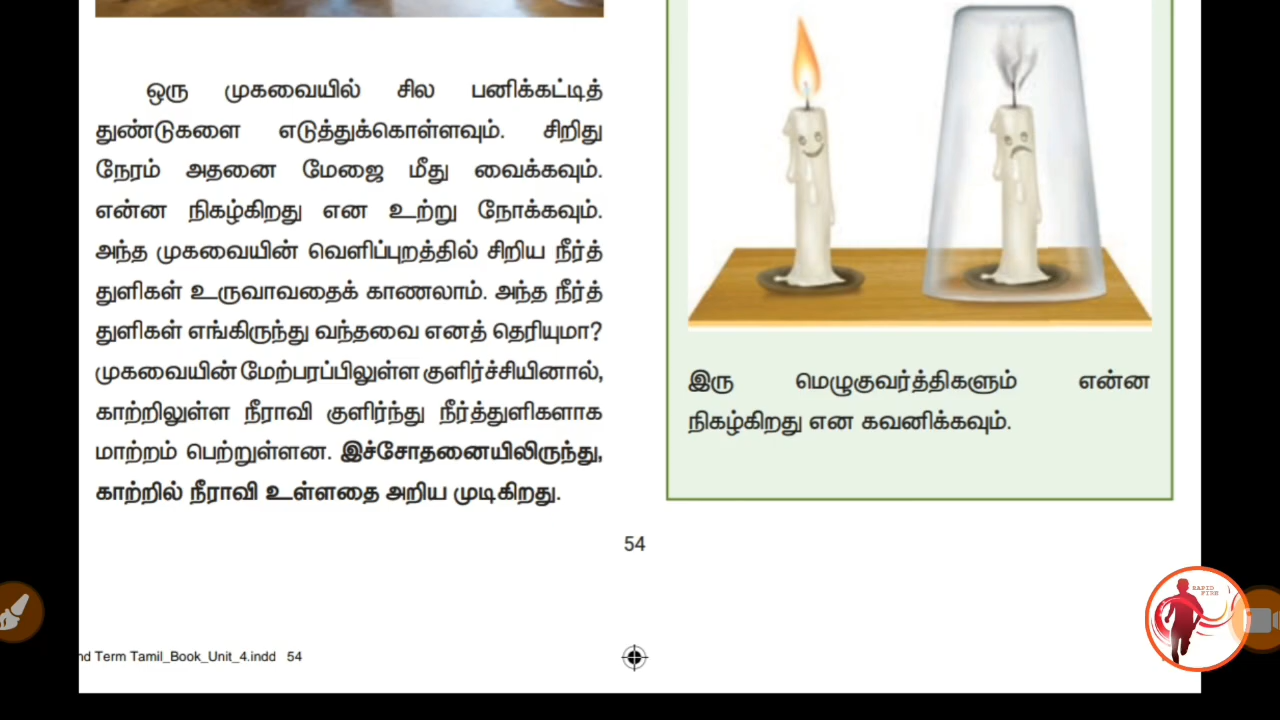 ஒரு முகவையில் சில பனிக்கட்டித்
துண்டுகளை எடுத்துக்கொள்ளவும். சிறிது
நேரம் அதனை மேஜை மீது வைக்கவும்.
என்ன நிகழ்கிறது என உற்று நோக்கவும்.
அந்த முகவையின் வெளிப்புறத்தில் சிறிய நீர்த்
துளிகள் உருவாவதைக் காணலாம். அந்த நீர்த்
துளிகள் எங்கிருந்து வந்தவை எனத் தெரியுமா?
முகவையின் மேற்பரப்பிலுள்ள குளிர்ச்சியினால்,
காற்றிலுள்ள நீராவி குளிர்ந்து நீர்த்துளிகளாக
மாற்றம் பெற்றுள்ளன. இச்சோதனையிலிருந்து,
காற்றில் நீராவி உள்ளதை அறிய முடிகிறது.
இரு மெழுகுவர்த்திகளும் என்ன
நிகழ்கிறது என கவனிக்கவும்.
54
nd Term Tamil_Book_Unit_4.indd 54
RAPID
FIRE